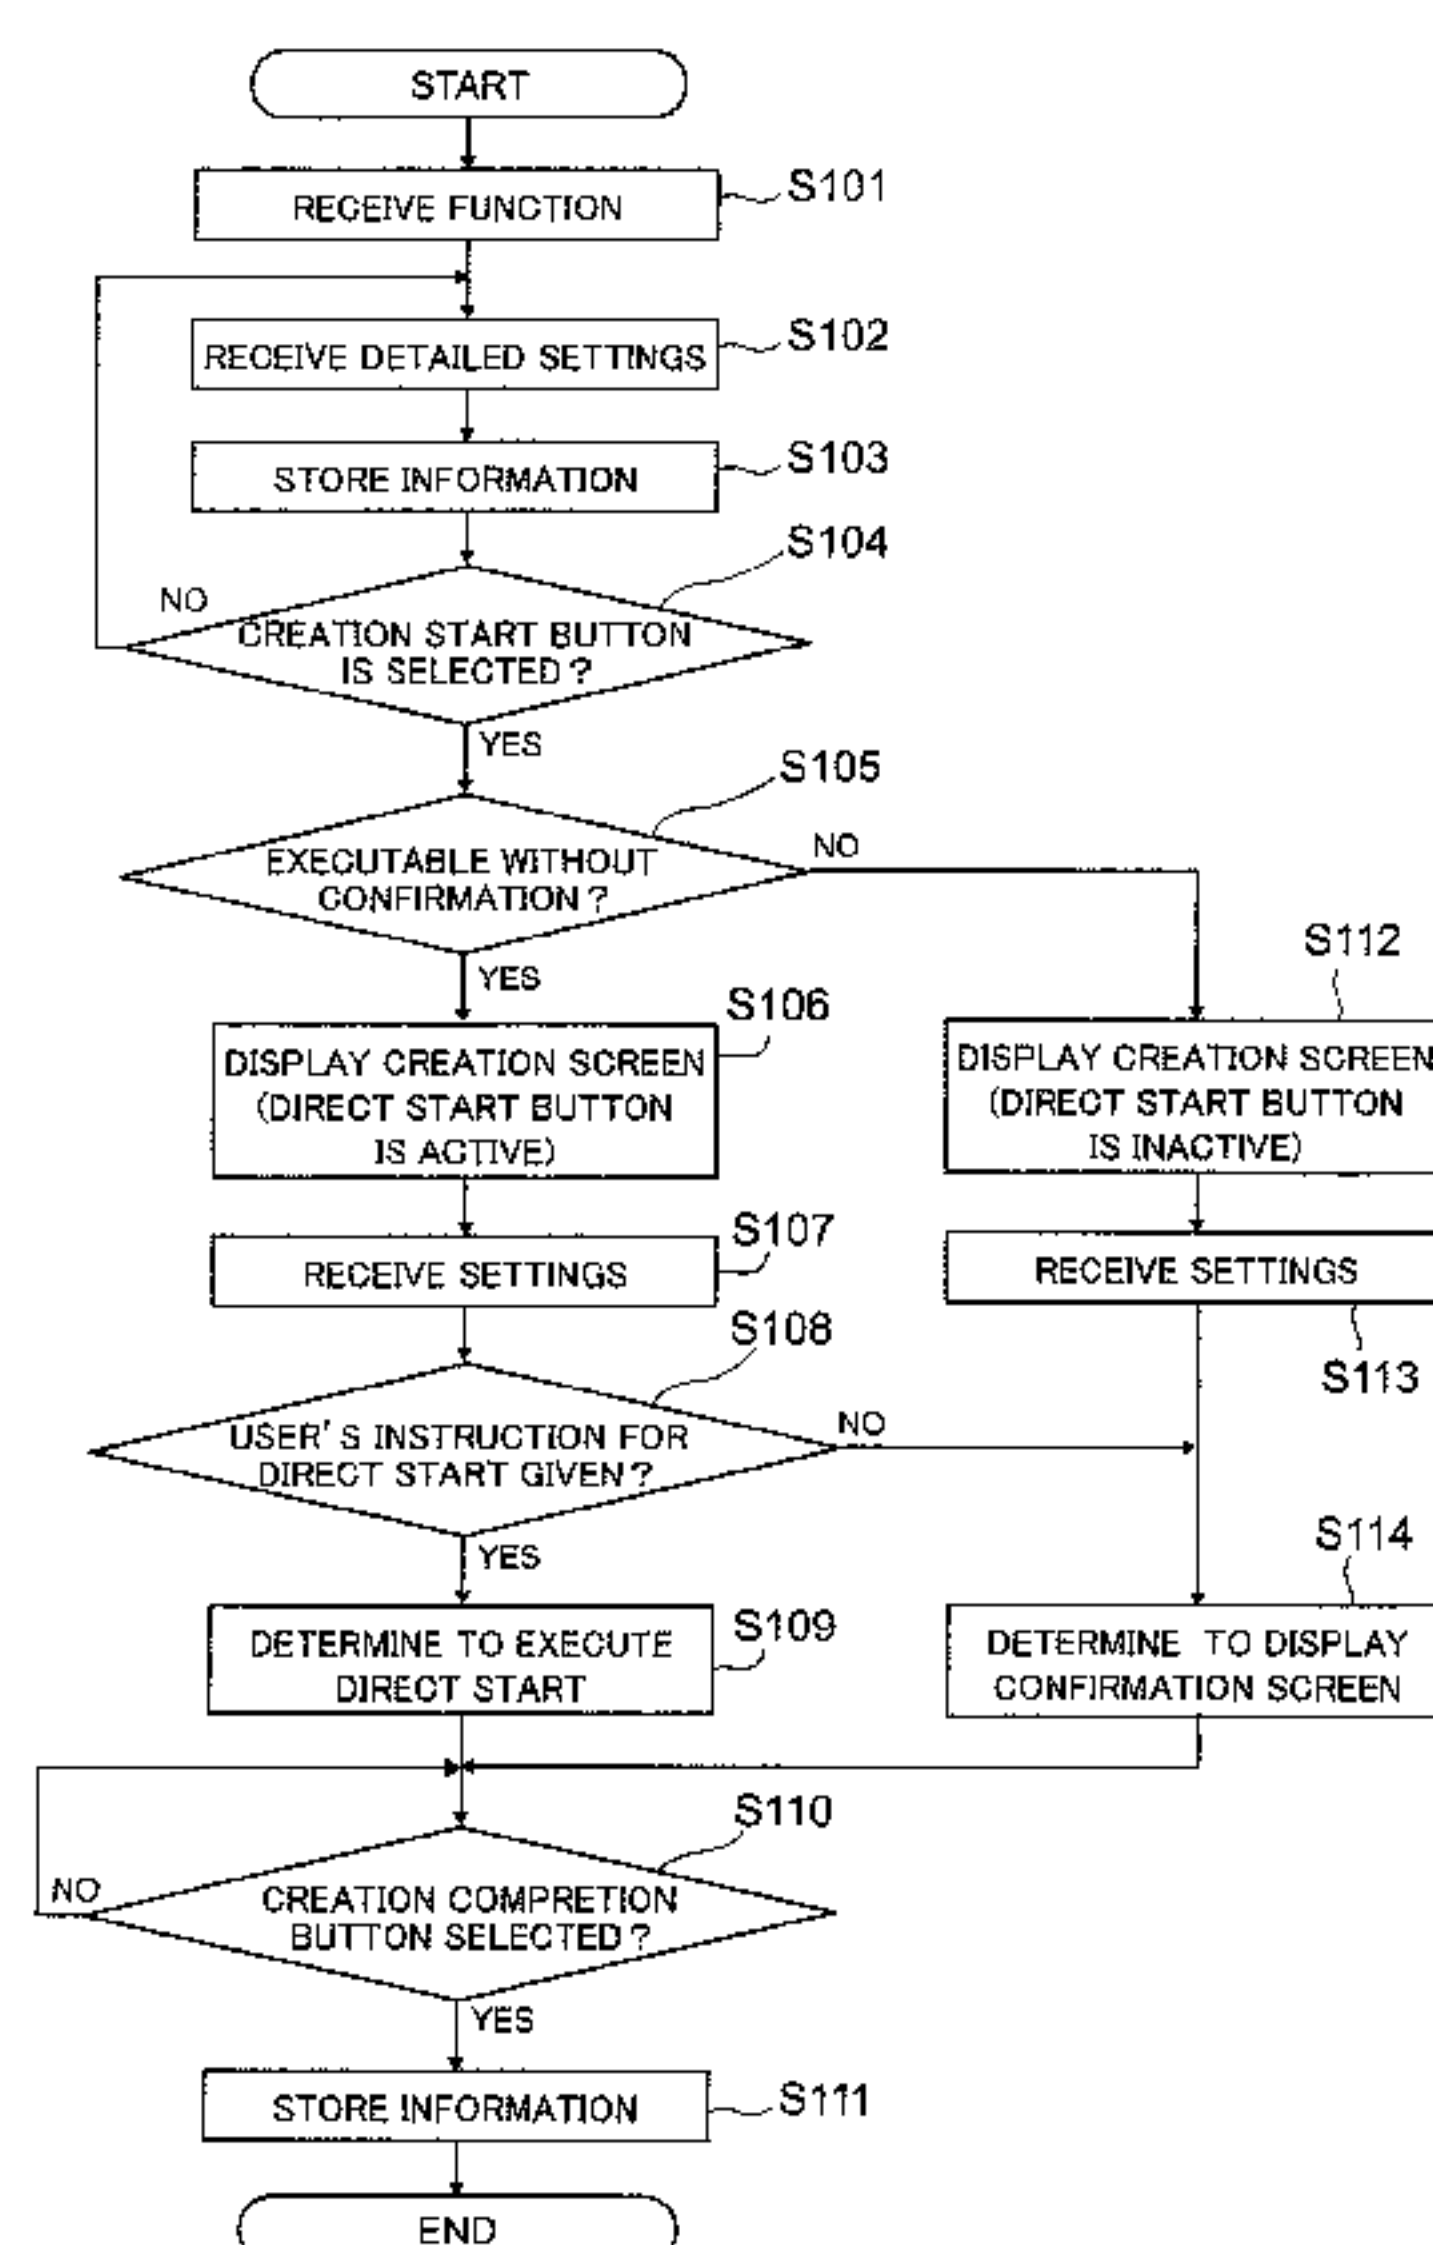 START
RECEIVE FUNCTION
S101
RECEIVE DETAILED SETTINGS
S102
STORE INFORMATION
S103
S104
NO
CREATION START BUTTON
IS SELECTED?
YES
S105
EXECUTABLE WITHOUT
CONFIRMATION?
NO
YES
S106
DISPLAY CREATION SCREEN
(DIRECT START BUTTON
IS ACTIVE)
S112
DISPLAY CREATION SCREEN
(DIRECT START BUTTON
IS INACTIVE)
S107
RECEIVE SETTINGS
RECEIVE SETTINGS
S113
S108
USER'S INSTRUCTION FOR
DIRECT START GIVEN?
NO
YES
S109
DETERMINE TO EXECUTE
DIRECT START
S114
DETERMINE TO DISPLAY
CONFIRMATION SCREEN
S110
NO
CREATION COMPRETION
BUTTON SELECTED?
YES
STORE INFORMATION
S111
END